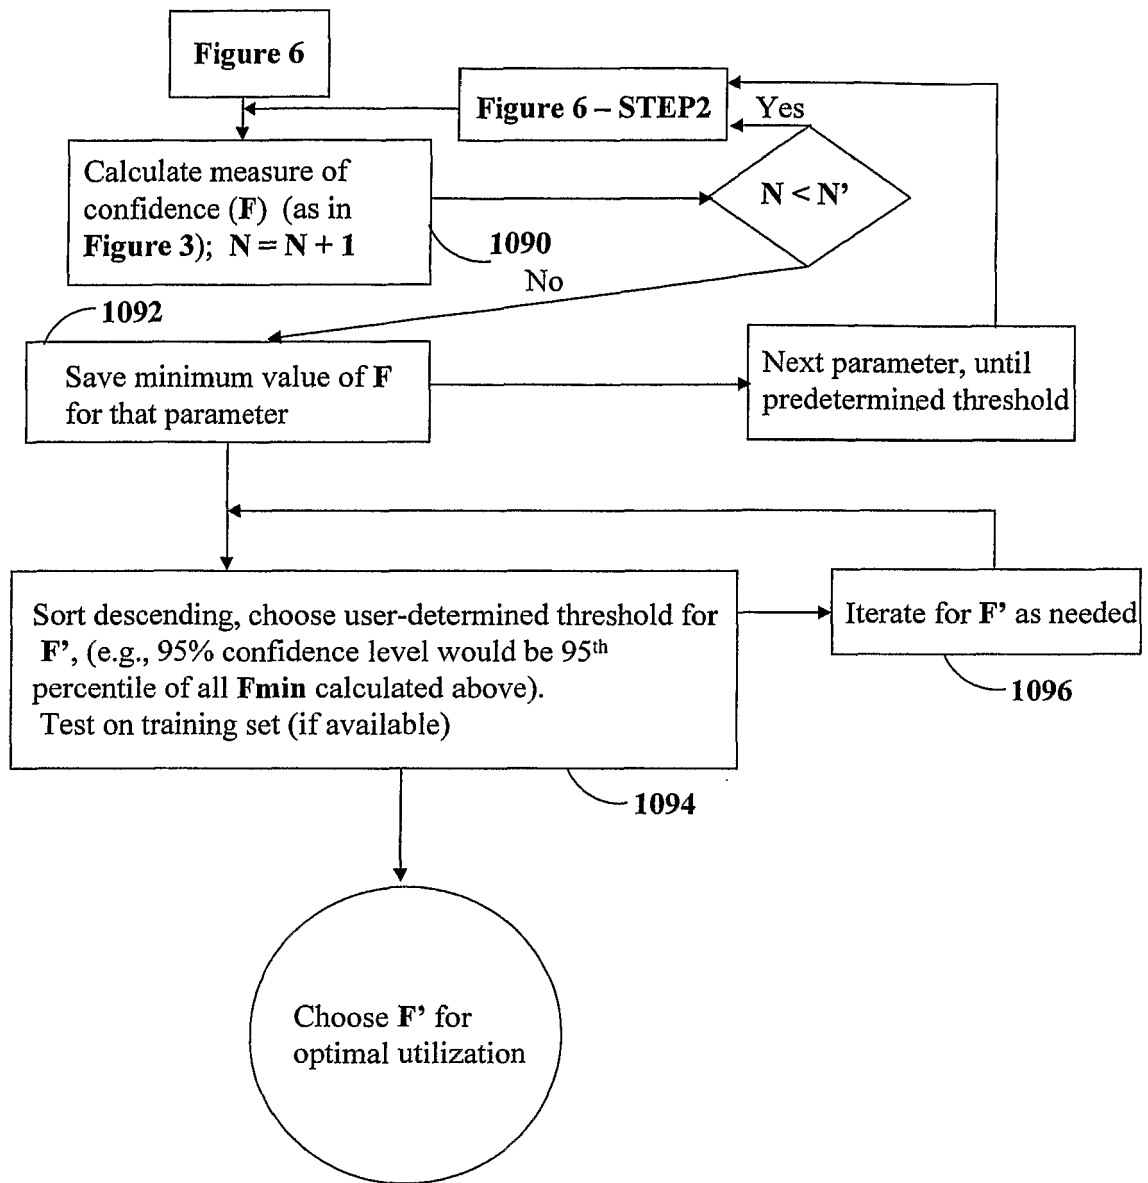 Figure 6
Figure 6 – STEP2
Yes
Calculate measure of
confidence (F) (as in
Figure 3); N = N + 1
N < N’
1090
No
1092
Save minimum value of F
for that parameter
Next parameter, until
predetermined threshold
Sort descending, choose user-determined threshold for
F’, (e.g., 95% confidence level would be 95th
percentile of all Fmin calculated above).
Test on training set (if available)
Iterate for F’ as needed
1096
1094
Choose F’ for
optimal utilization